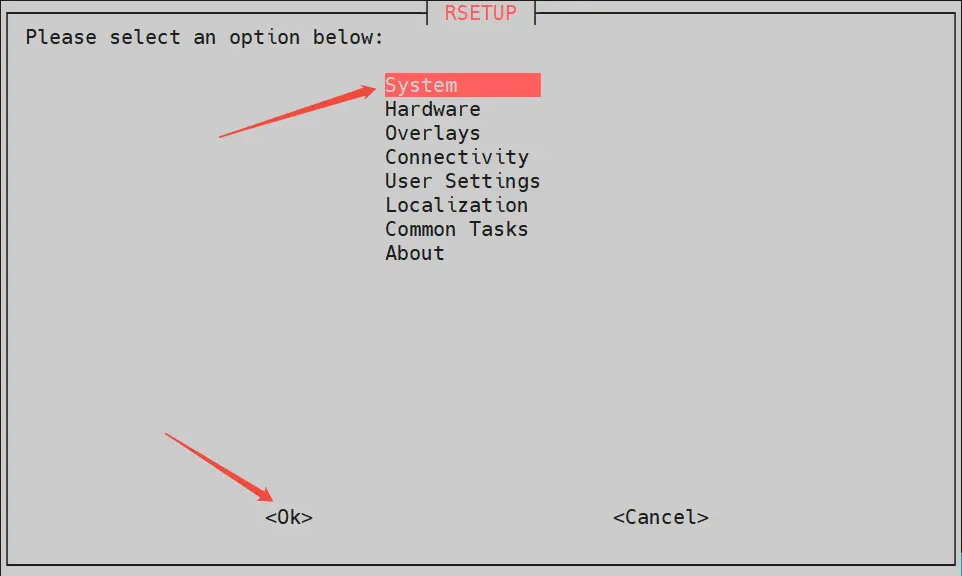 RSETUP
Please select an option below:
System
Hardware
Overlays
Connectivity
User Settings
Localization
Common Tasks
About
<Ok> <Cancel>